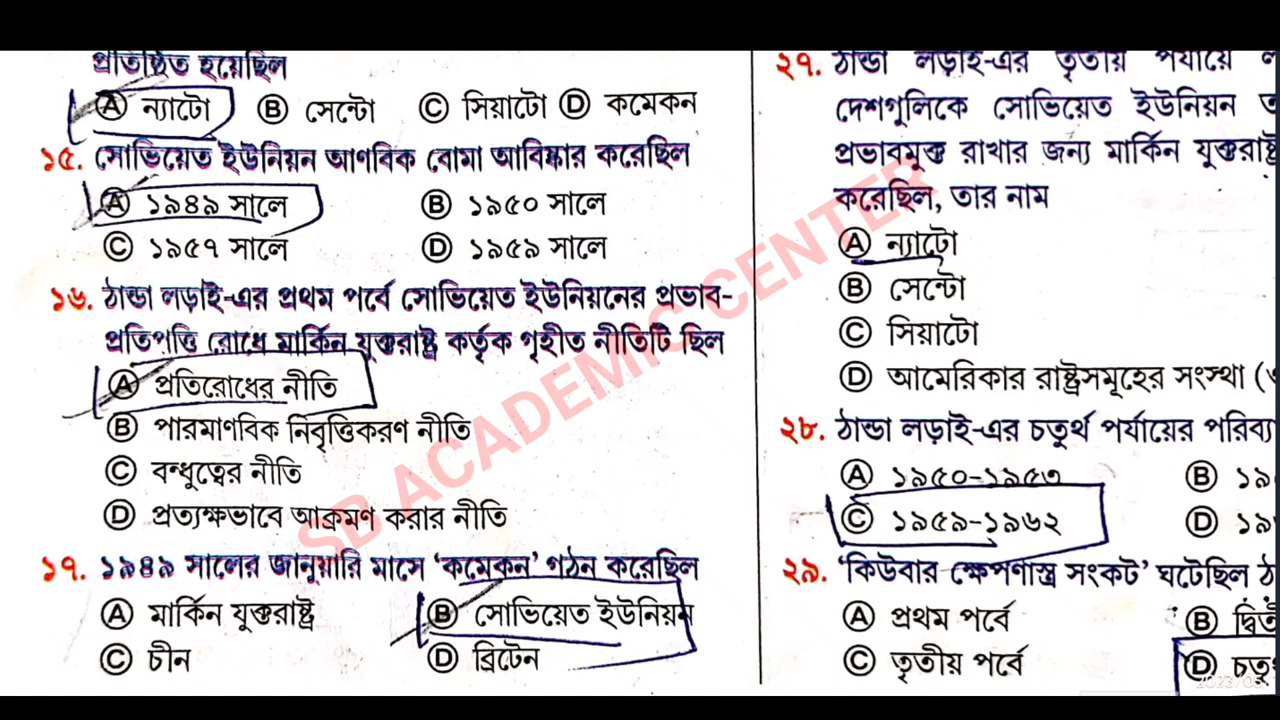 প্রতিষ্ঠিত হয়েছিল
Ⓐ ন্যাটো Ⓑ সেন্টো Ⓒ সিয়াটো Ⓓ কমেকন
১৫. সোভিয়েত ইউনিয়ন আণবিক বোমা আবিষ্কার করেছিল
Ⓐ ১৯৪৯ সালে Ⓑ ১৯৫০ সালে
Ⓒ ১৯৫৭ সালে Ⓓ ১৯৫৯ সালে
১৬. ঠান্ডা লড়াই-এর প্রথম পর্বে সোভিয়েত ইউনিয়নের প্রভাব-
প্রতিপত্তি রোধে মার্কিন যুক্তরাষ্ট্র কর্তৃক গৃহীত নীতিটি ছিল
Ⓐ প্রতিরোধের নীতি
Ⓑ পারমাণবিক নিবৃত্তিকরণ নীতি
Ⓒ বন্ধুত্বের নীতি
Ⓓ প্রত্যক্ষভাবে আক্রমণ করার নীতি
১৭. ১৯৪৯ সালের জানুয়ারি মাসে ‘কমেকন’ গঠন করেছিল
Ⓐ মার্কিন যুক্তরাষ্ট্র Ⓑ সোভিয়েত ইউনিয়ন
Ⓒ চীন Ⓓ ব্রিটেন
২৭. ঠান্ডা লড়াই-এর তৃতীয় পর্যায়ে
দেশগুলিকে সোভিয়েত ইউনিয়ন
প্রভাবমুক্ত রাখার জন্য মার্কিন যুক্তরাষ্ট্র
করেছিল, তার নাম
Ⓐ ন্যাটো
Ⓑ সেন্টো
Ⓒ সিয়াটো
Ⓓ আমেরিকার রাষ্ট্রসমূহের সংস্থা
২৮. ঠান্ডা লড়াই-এর চতুর্থ পর্যায়ের পরিব্যা
Ⓐ ১৯৫০-১৯৫৩ Ⓑ ১৯
Ⓒ ১৯৫৯-১৯৬২ Ⓓ ১৯
২৯. ‘কিউবার ক্ষেপণাস্ত্র সংকট’ ঘটেছিল
Ⓐ প্রথম পর্বে Ⓑ দ্বিতী
Ⓒ তৃতীয় পর্বে Ⓓ চতু
SB ACADEMIC CENTER